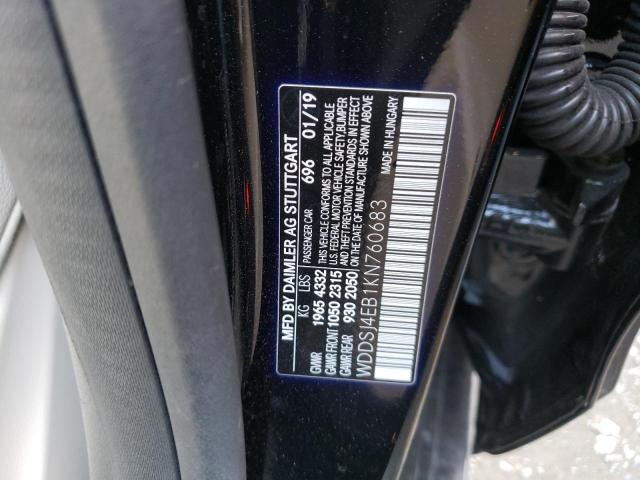 MFD BY DAIMLER AG STUTTGART
KG LBS PASSENGER CAR 696 01/19
GVWR 1965 4332 THIS VEHICLE CONFORMS TO ALL APPLICABLE
GAWR FRONT 1050 2315 U.S. FEDERAL MOTOR VEHICLE SAFETY, BUMPER
GAWR REAR 930 2050 AND THEFT PREVENTION STANDARDS IN EFFECT
ON THE DATE OF MANUFACTURE SHOWN ABOVE
MADE IN HUNGARY
WDDSJ4EB1KN760683